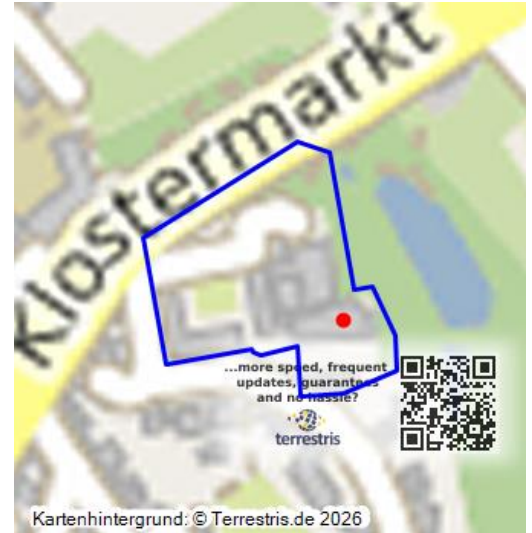 Klostermarkt
...more speed, frequent
updates, guarantees
and no hassle?
terrestris
Kartenhintergrund: © Terrestris.de 2026